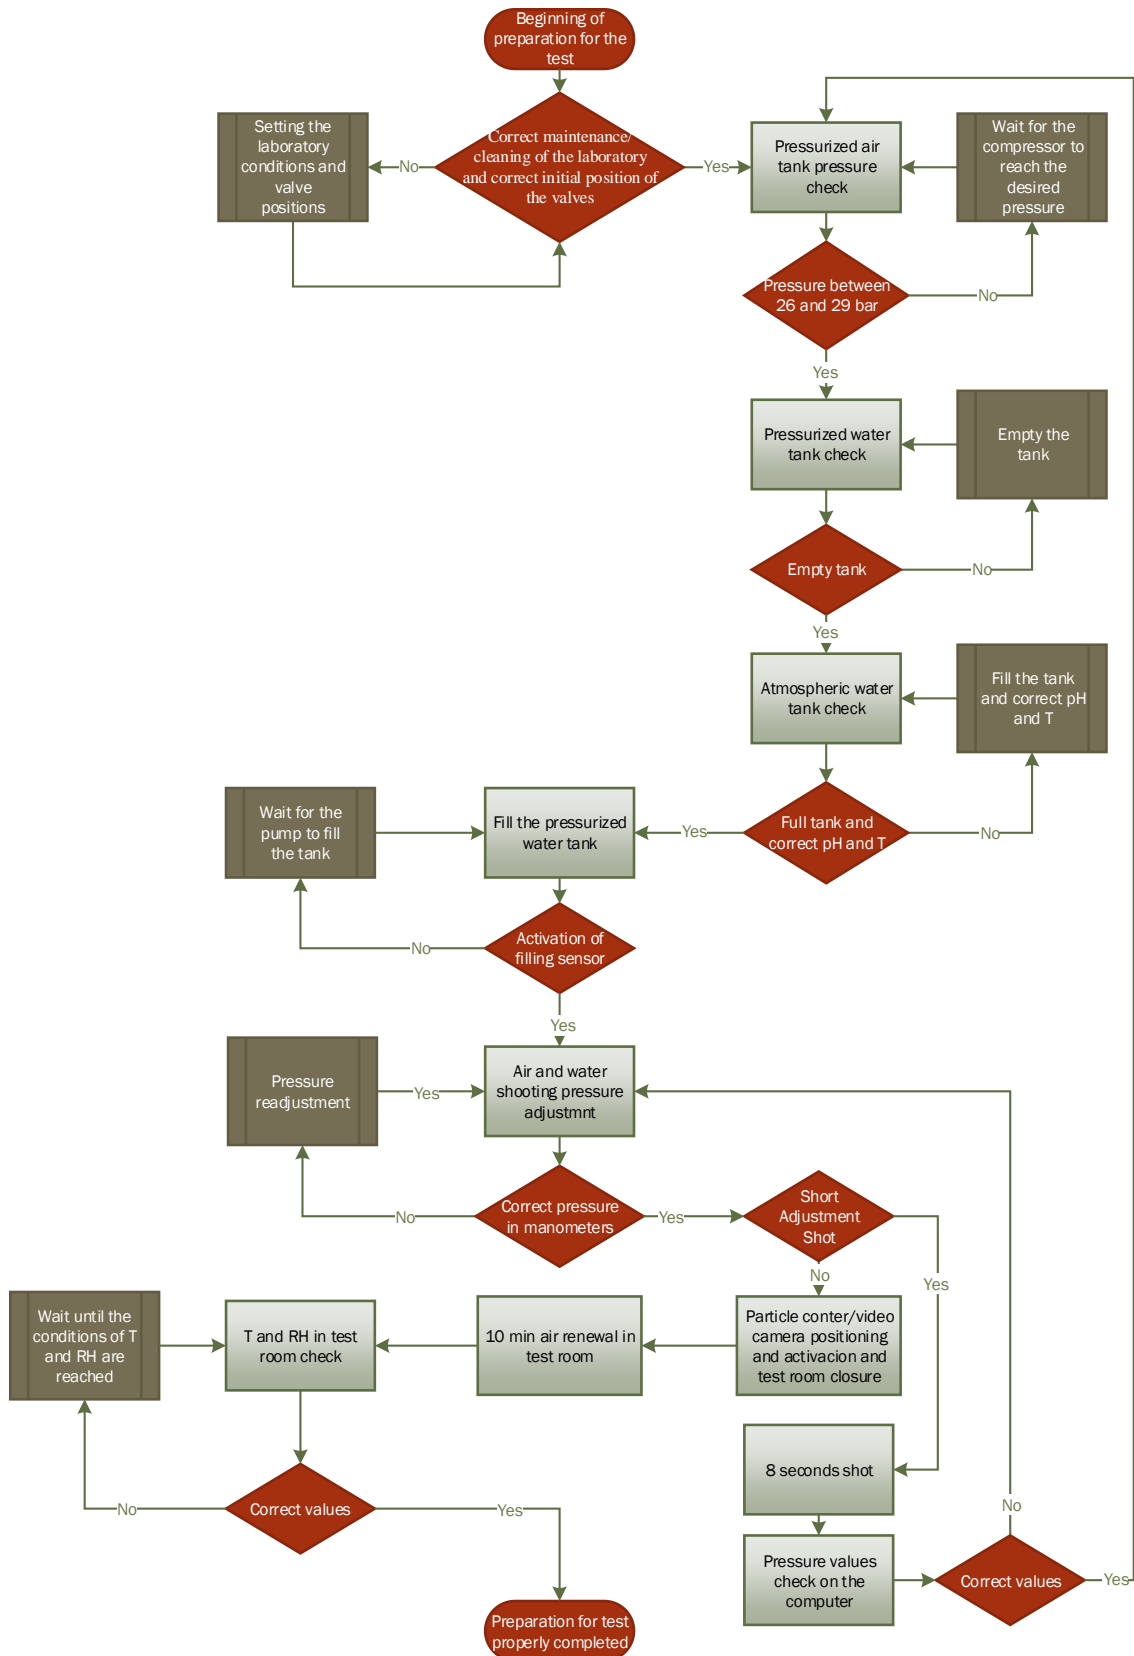 Beginning of
preparation for the
test
Setting the
laboratory
conditions and
valve
positions
No
Correct maintenance/
cleaning of the laboratory
and correct initial position of
the valves
Yes
Pressurized air
tank pressure
check
Wait for the
compressor to
reach the
desired
pressure
Pressure between
26 and 29 bar
No
Yes
Pressurized water
tank check
Empty the
tank
Empty tank
No
Yes
Atmospheric water
tank check
Fill the tank
and correct pH
and T
Wait for the
pump to fill
the tank
Fill the pressurized
water tank
Yes
Full tank and
correct pH and T
No
No
Activation of
filling sensor
Yes
Pressure
readjustment
Yes
Air and water
shooting pressure
adjustmnt
No
Correct pressure
in manometers
Yes
Short
Adjustment
Shot
No
Yes
Wait until the
conditions of T
and RH are
reached
T and RH in test
room check
10 min air renewal in
test room
Particle conter/video
camera positioning
and activacion and
test room closure
8 seconds shot
No
Correct values
Yes
No
Pressure values
check on the
computer
Correct values
Yes
Preparation for test
properly completed